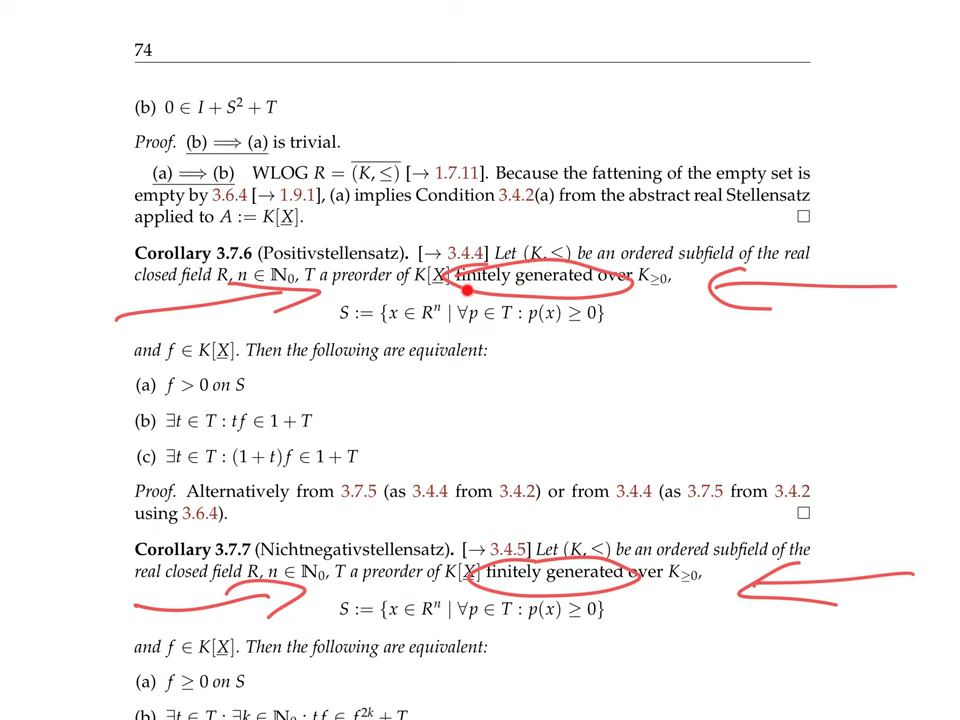 74
(b) 0 ∈ I + S² + T
Proof. (b) ⟹ (a) is trivial.
(a) ⟹ (b) WLOG R = \overline{(K, ≤)} [→ 1.7.11]. Because the fattening of the empty set is
empty by 3.6.4 [→ 1.9.1], (a) implies Condition 3.4.2(a) from the abstract real Stellensatz
applied to A := K[X]. □
Corollary 3.7.6 (Positivstellensatz). [→ 3.4.4] Let (K, ≤) be an ordered subfield of the real
closed field R, n ∈ ℕ₀, T a preorder of K[X] finitely generated over K≥0,
S := {x ∈ Rⁿ | ∀p ∈ T : p(x) ≥ 0}
and f ∈ K[X]. Then the following are equivalent:
(a) f > 0 on S
(b) ∃t ∈ T : tf ∈ 1 + T
(c) ∃t ∈ T : (1 + t)f ∈ 1 + T
Proof. Alternatively from 3.7.5 (as 3.4.4 from 3.4.2) or from 3.4.4 (as 3.7.5 from 3.4.2
using 3.6.4). □
Corollary 3.7.7 (Nichtnegativstellensatz). [→ 3.4.5] Let (K, ≤) be an ordered subfield of the
real closed field R, n ∈ ℕ₀, T a preorder of K[X] finitely generated over K≥0,
S := {x ∈ Rⁿ | ∀p ∈ T : p(x) ≥ 0}
and f ∈ K[X]. Then the following are equivalent:
(a) f ≥ 0 on S
(b) ∃t ∈ T : ∃k ∈ ℕ₀ : tf ∈ f²ᵏ + T